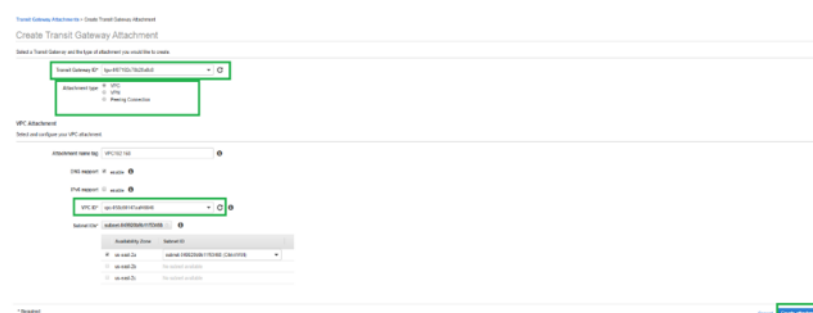 Transit Gateway Attachments > Create Transit Gateway Attachment
Create Transit Gateway Attachment
Select a Transit Gateway and the type of attachment you would like to create.
Transit Gateway ID*
Attachment type
VPC
VPN
Peering Connection
VPC Attachment
Select and configure your VPC attachment.
Attachment name tag
DNS support enable
IPv6 support enable
VPC ID*
Subnet IDs*
Availability Zone Subnet ID
us-east-2a
us-east-2b No subnet available
us-east-2c No subnet available
* Required
Cancel